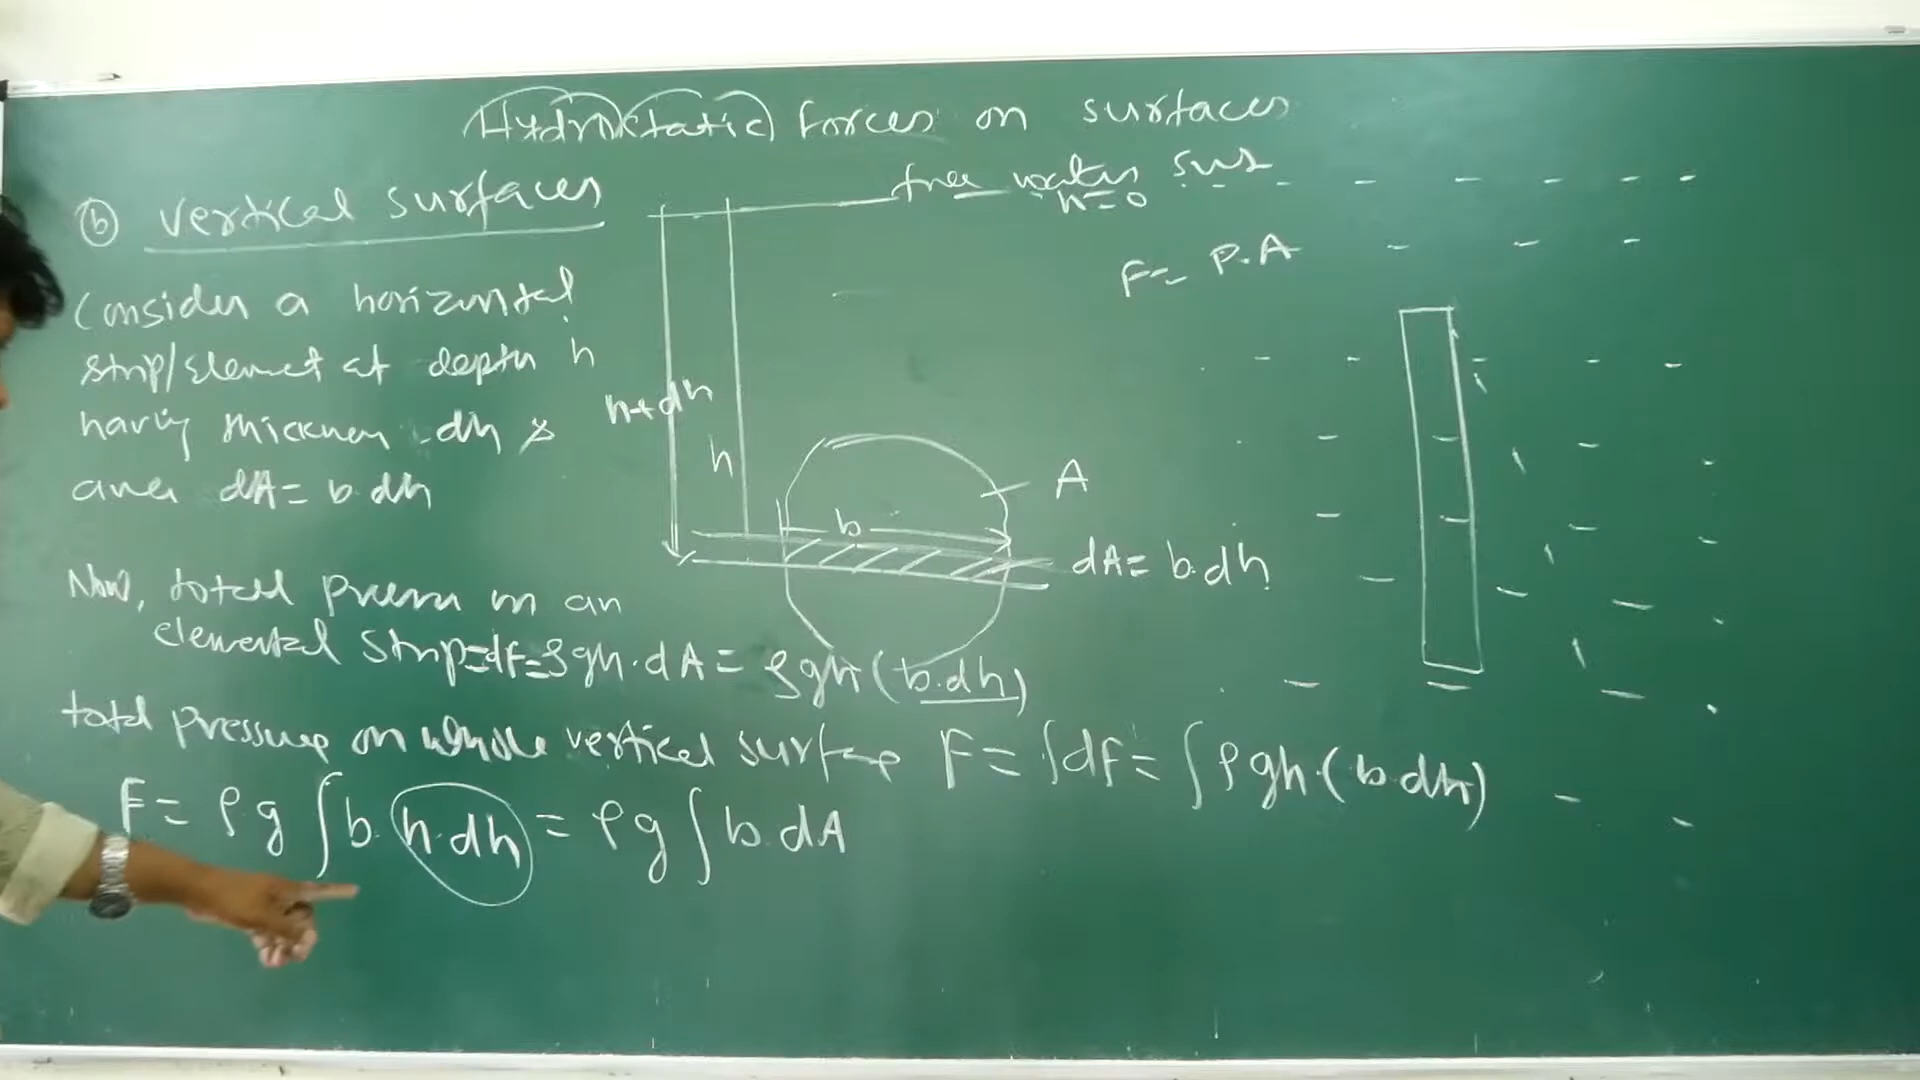 Hydrostatic forces on surfaces
free water sur
h=0
ⓑ vertical surfaces
F= P.A
Consider a horizontal
strip/Element at depth h
having thickness dh &
area dA= b.dh
h+dh
h
A
b
dA= b.dh
Now, total pressure on an
elemental strip=dF=ρgh.dA= ρgh(b.dh)
total pressure on whole vertical surface F= ∫dF= ∫ρgh.(b.dh)
F= ρg∫b.h.dh = ρg∫b.dA